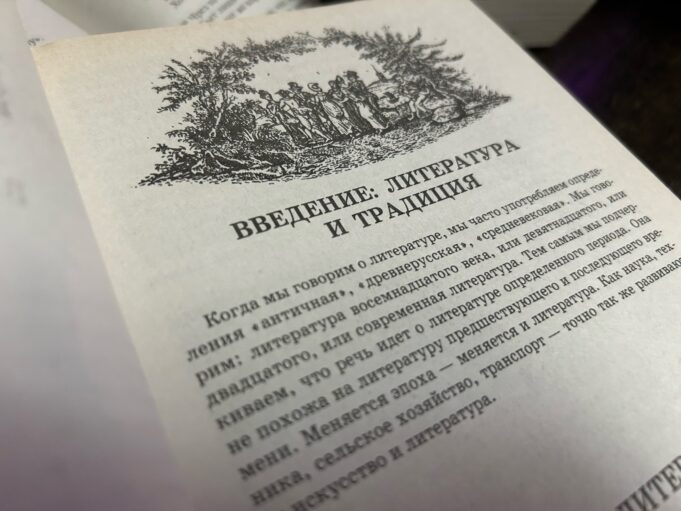 ВВЕДЕНИЕ: ЛИТЕРАТУРА
И ТРАДИЦИЯ
Когда мы говорим о литературе, мы часто употребляем опреде-
ления «античная», «древнерусская», «средневековая». Мы гово-
рим: литература восемнадцатого века, или девятнадцатого, или
двадцатого, или современная литература. Тем самым мы подчер-
киваем, что речь идет о литературе определенного периода. Она
не похожа на литературу предшествующего и последующего вре-
мени. Меняется эпоха — меняется и литература. Как наука, тех-
ника, сельское хозяйство, транспорт — точно так же развивают
искусство и литература.